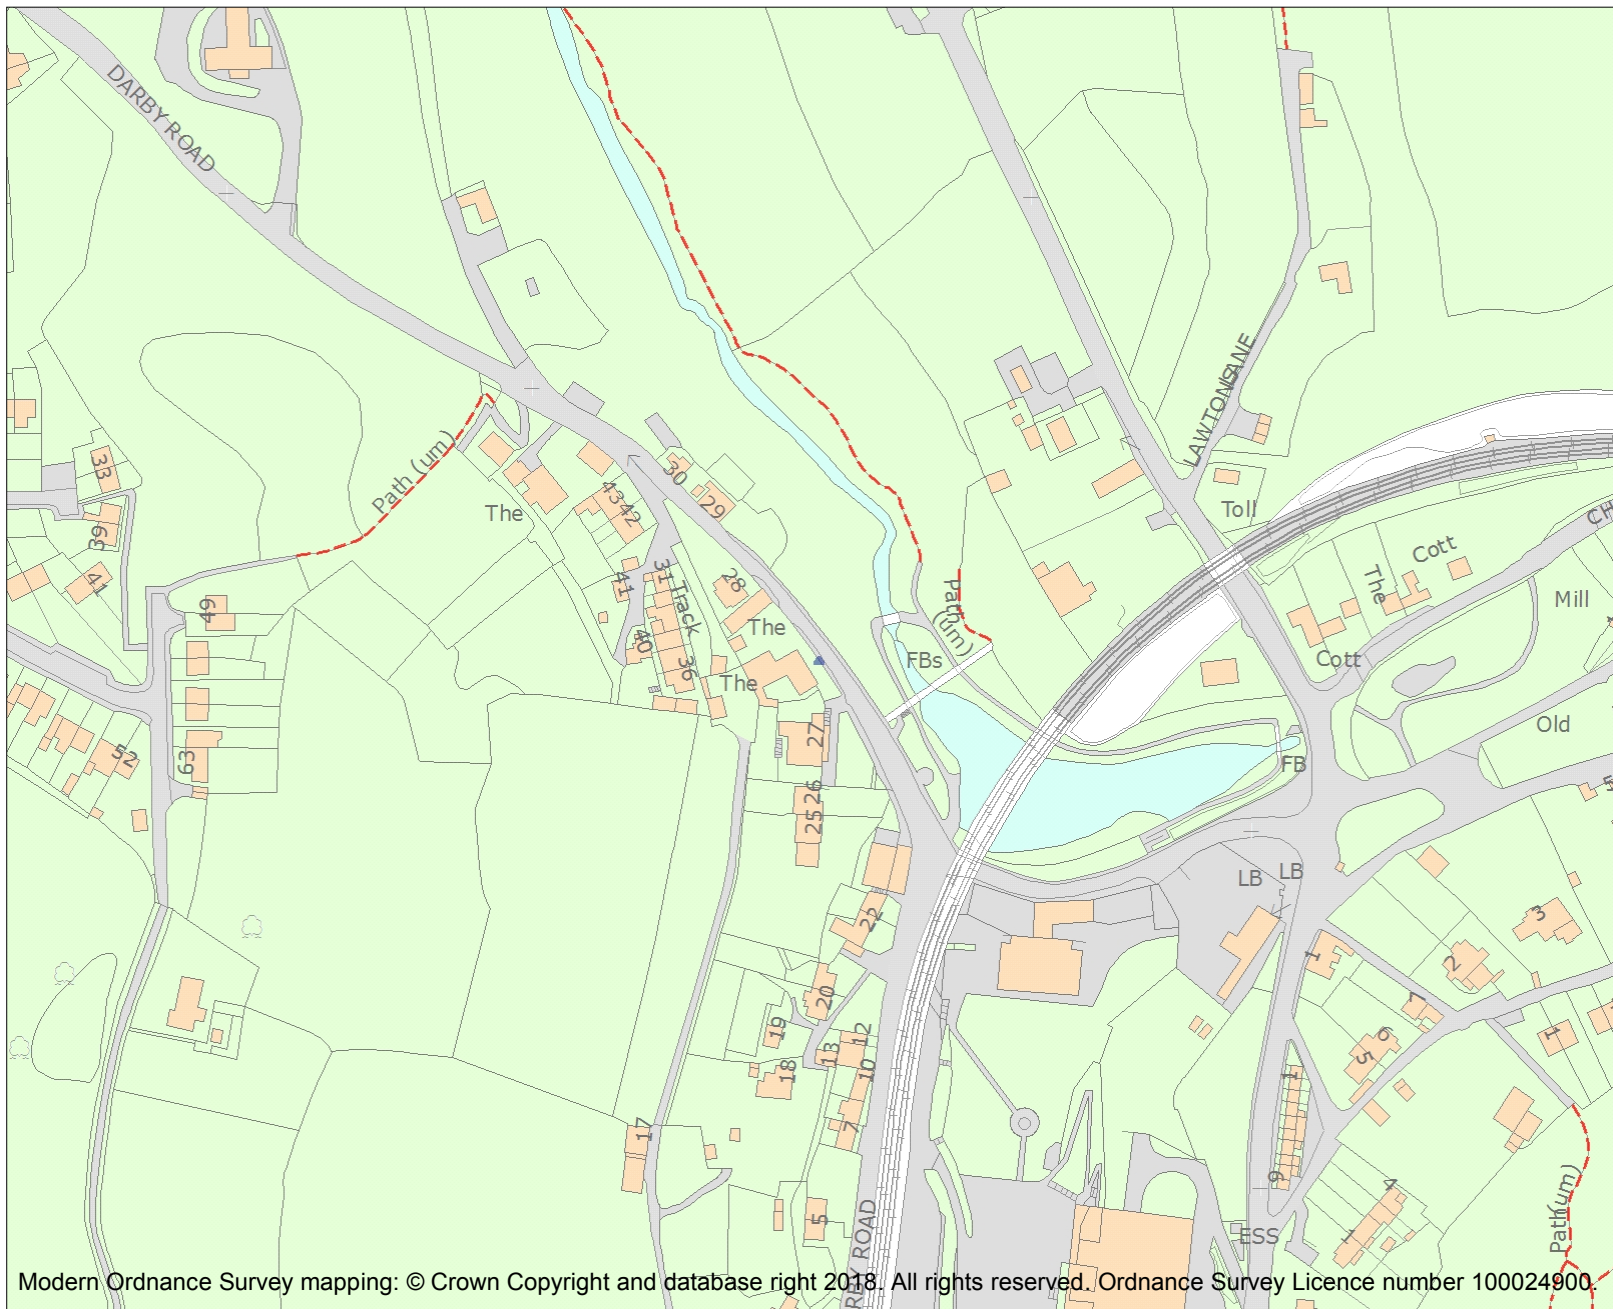 DARBY ROAD
LAWTONS LANE
33
39
41
Path (um)
The
43
42
30
29
Toll
Cott
The
Mill
49
41
31
Track
28
The
40
36
The
Path
(um)
FBs
Cott
Old
52
63
27
26
25
FB
LB
LB
22
20
19
18
13
12
10
7
1
2
3
7
6
5
1
1
9
17
5
4
1
ESS
Path(um)
RBY ROAD
Modern Ordnance Survey mapping: © Crown Copyright and database right 2018. All rights reserved. Ordnance Survey Licence number 100024900.